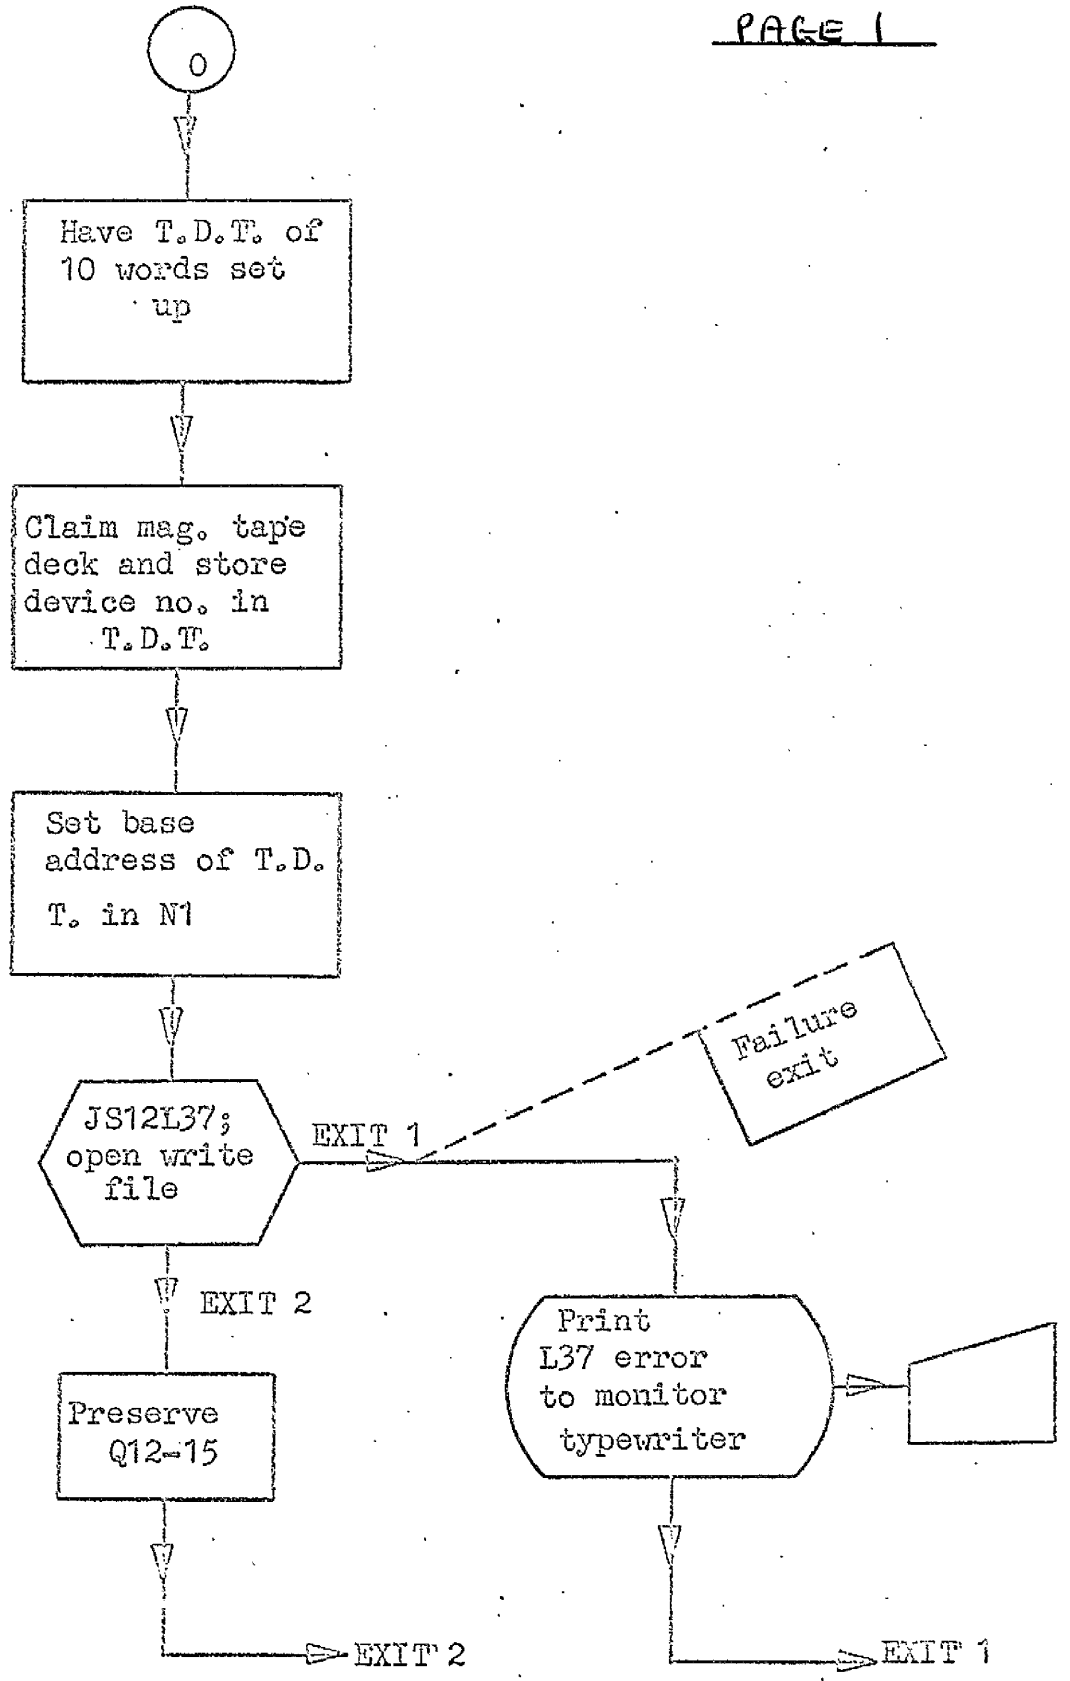 PAGE 1
0
Have T.D.T. of
10 words set
up
Claim mag. tape
deck and store
device no. in
T.D.T.
Set base
address of T.D.
T. in N1
Failure
exit
JS12L37;
open write
file
EXIT 1
EXIT 2
Print
L37 error
to monitor
typewriter
Preserve
Q12-15
EXIT 2
EXIT 1